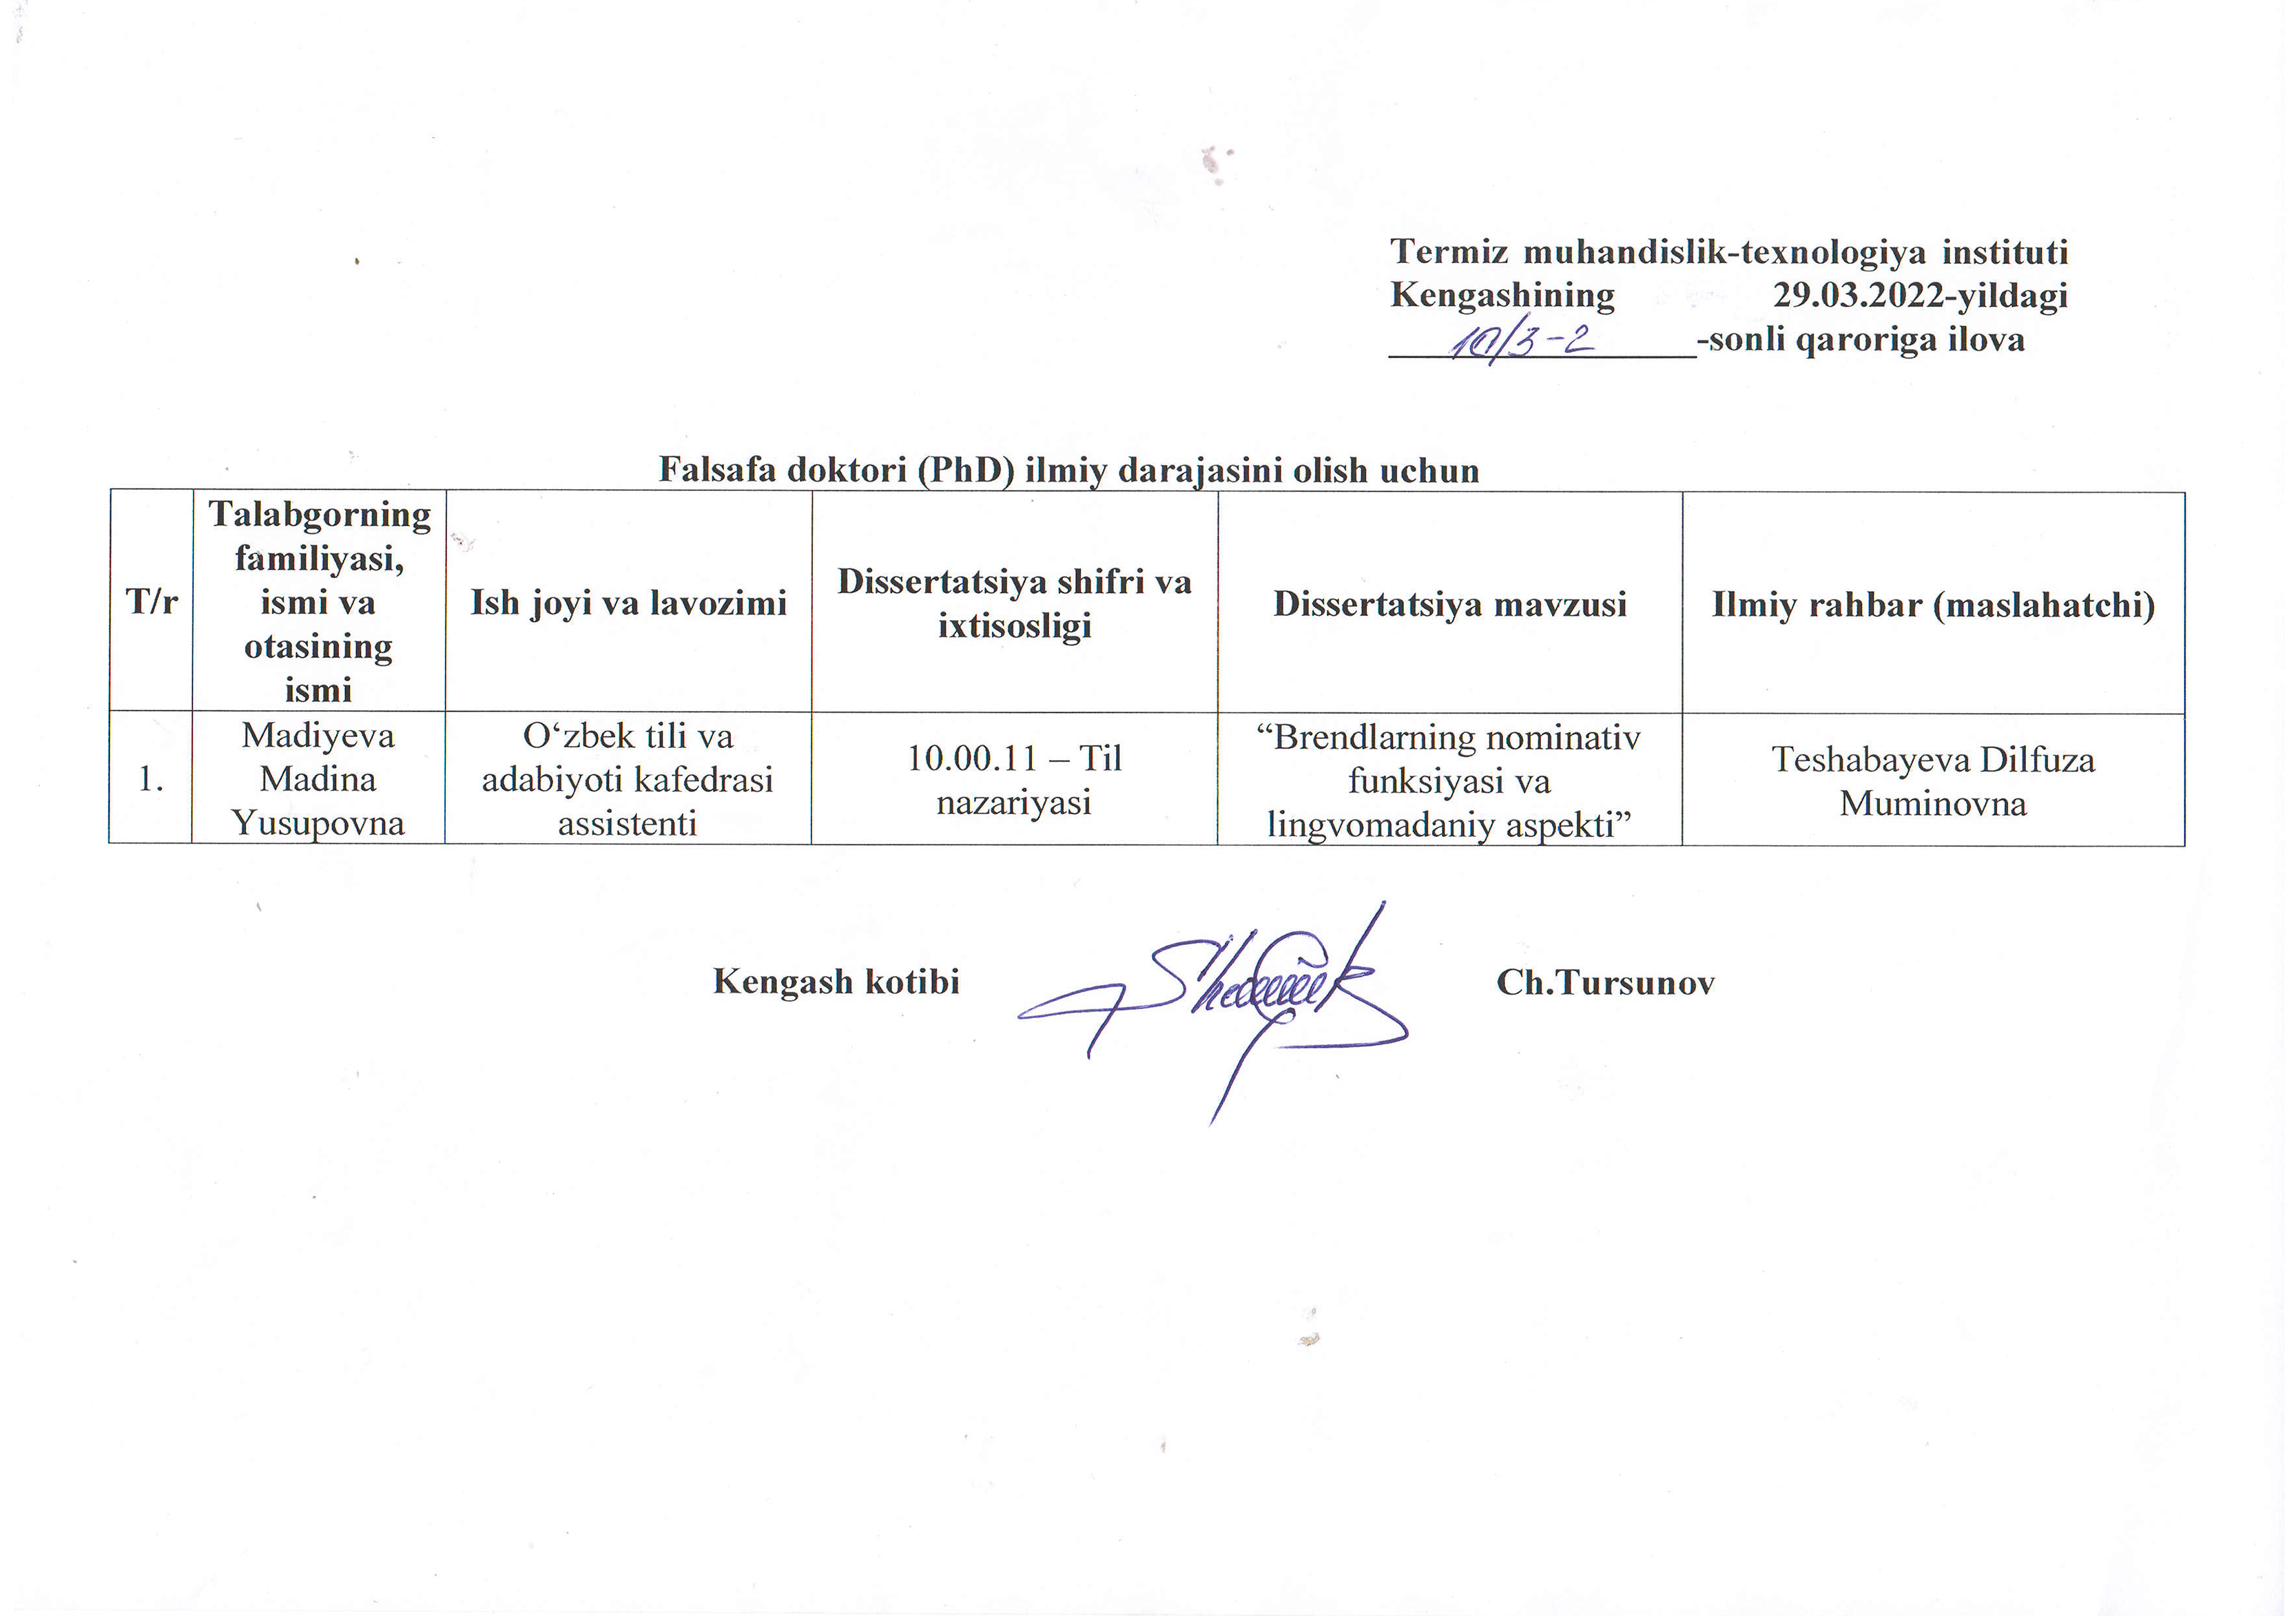 Termiz muhandislik-texnologiya instituti
Kengashining 29.03.2022-yildagi
10/3-2 -sonli qaroriga ilova
Falsafa doktori (PhD) ilmiy darajasini olish uchun
T/r
Talabgorning
familiyasi,
ismi va
otasining
ismi
Ish joyi va lavozimi
Dissertatsiya shifri va
ixtisosligi
Dissertatsiya mavzusi
Ilmiy rahbar (maslahatchi)
1.
Madiyeva
Madina
Yusupovna
O‘zbek tili va
adabiyoti kafedrasi
assistenti
10.00.11 – Til
nazariyasi
“Brendlarning nominativ
funksiyasi va
lingvomadaniy aspekti”
Teshabayeva Dilfuza
Muminovna
Kengash kotibi
Ch.Tursunov